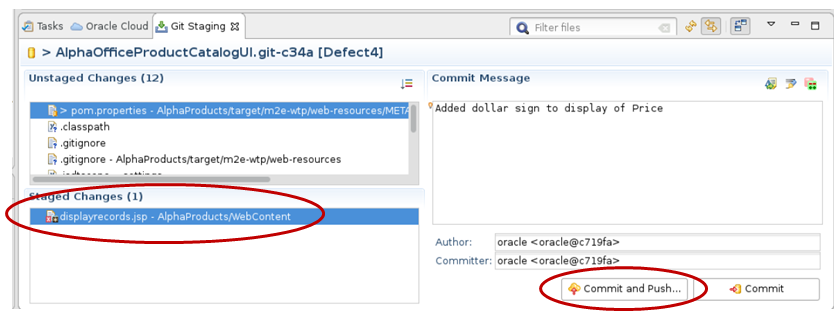 Tasks Oracle Cloud Git Staging
Filter files
> AlphaOfficeProductCatalogUI.git-c34a [Defect4]
Unstaged Changes (12)
> pom.properties - AlphaProducts/target/m2e-wtp/web-resources/META
.classpath
.gitignore
.gitignore - AlphaProducts/target/m2e-wtp/web-resources
Staged Changes (1)
displayrecords.jsp - AlphaProducts/WebContent
Commit Message
Added dollar sign to display of Price
Author: oracle <oracle@c719fa>
Committer: oracle <oracle@c719fa>
Commit and Push... Commit